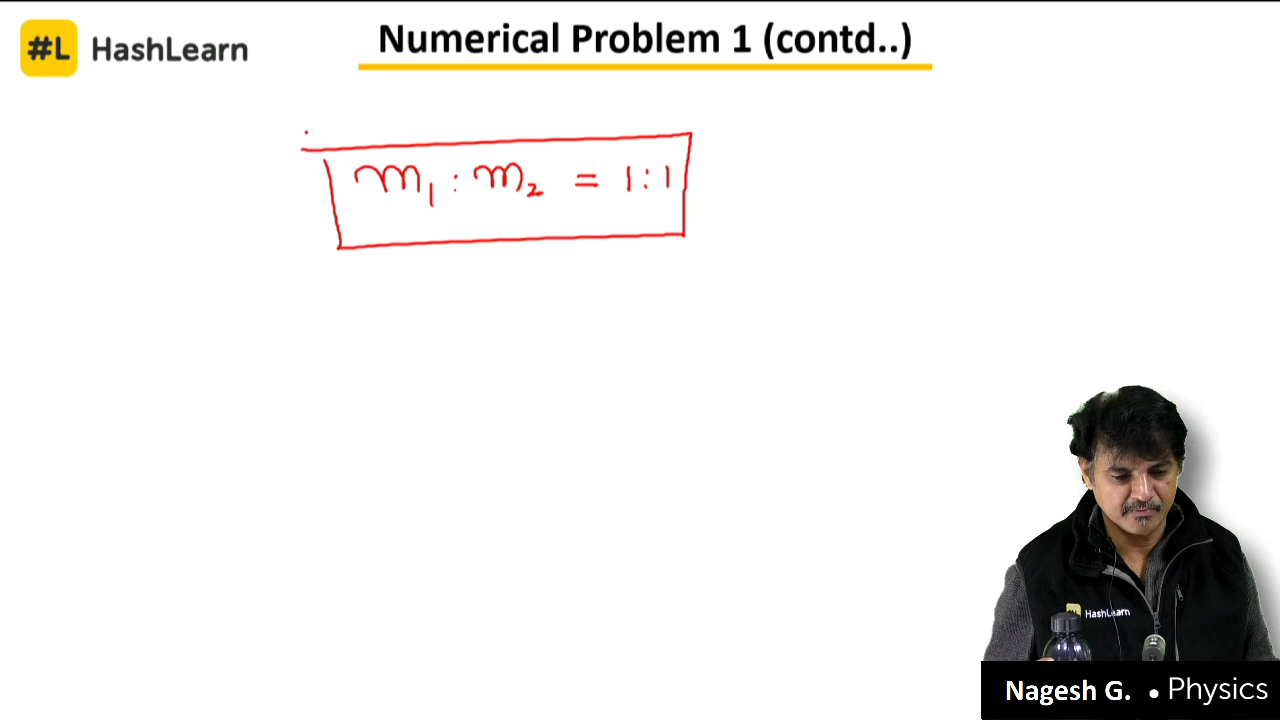 #L HashLearn
Numerical Problem 1 (contd..)
m₁ : m₂ = 1:1
HashLearn
Nagesh G. • Physics